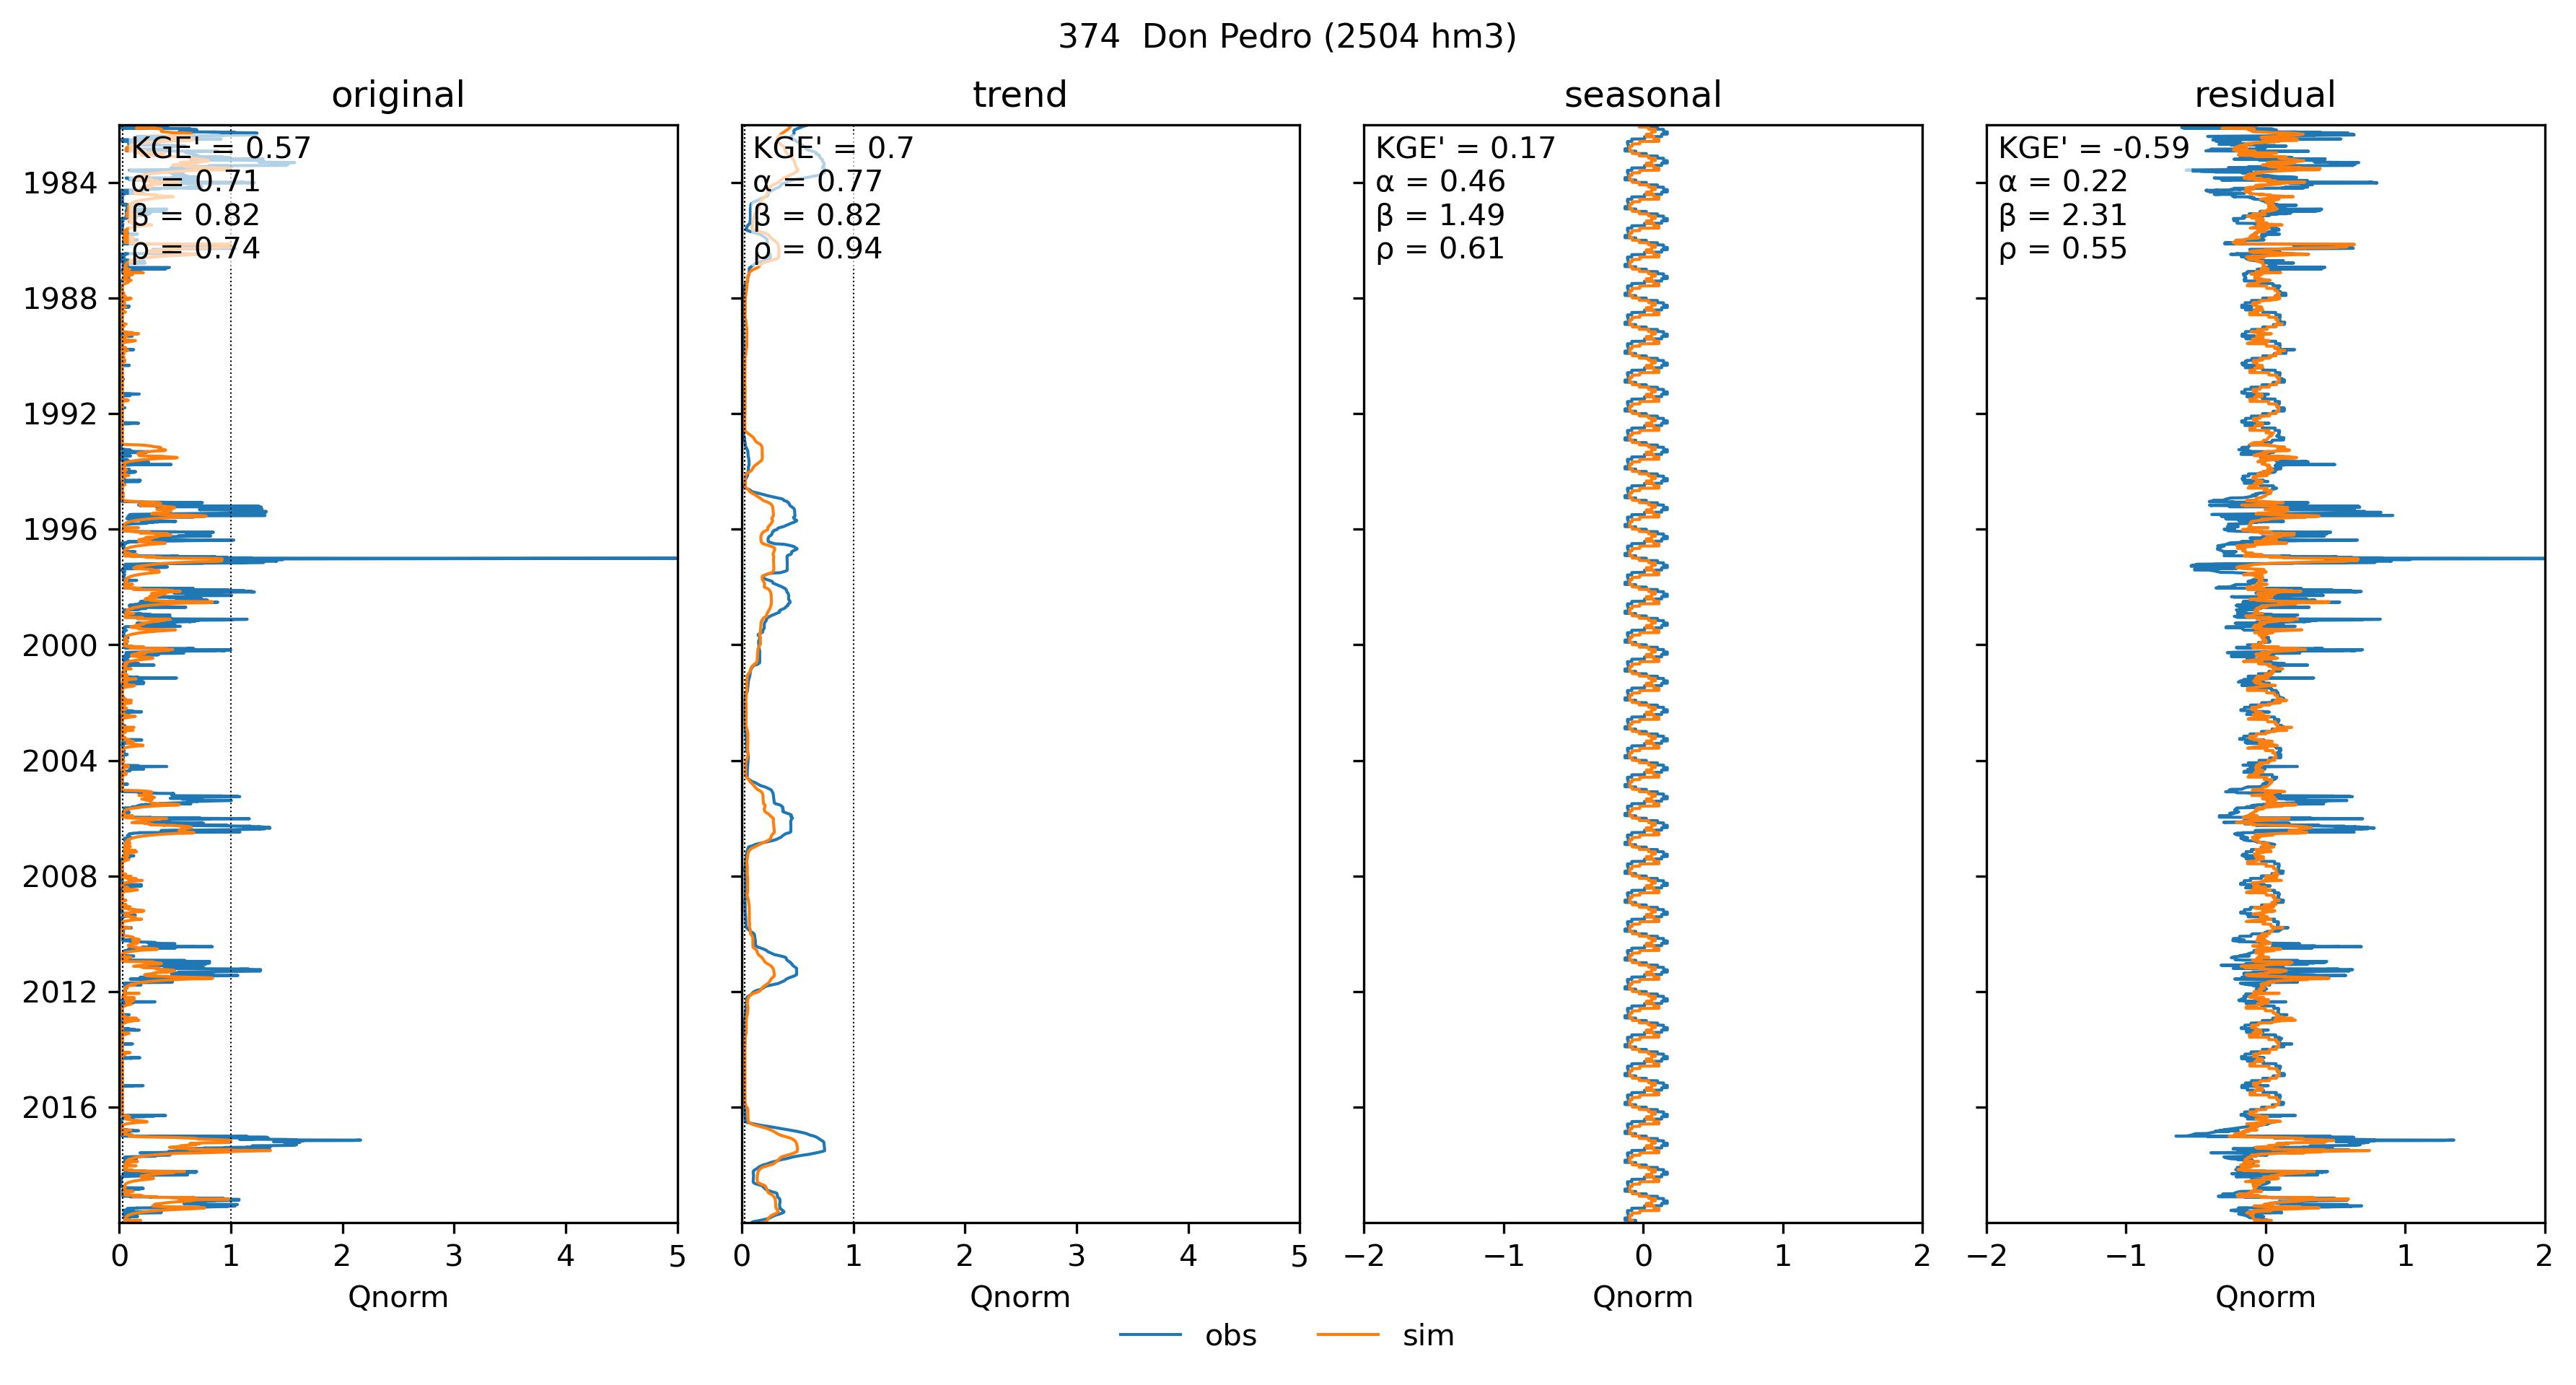 374  Don Pedro (2504 hm3)
original
trend
seasonal
residual
KGE' = 0.57
α = 0.71
β = 0.82
ρ = 0.74
KGE' = 0.7
α = 0.77
β = 0.82
ρ = 0.94
KGE' = 0.17
α = 0.46
β = 1.49
ρ = 0.61
KGE' = -0.59
α = 0.22
β = 2.31
ρ = 0.55
1984
1988
1992
1996
2000
2004
2008
2012
2016
0 1 2 3 4 5
0 1 2 3 4 5
−2 −1 0 1 2
−2 −1 0 1 2
Qnorm
Qnorm
Qnorm
Qnorm
obs
sim